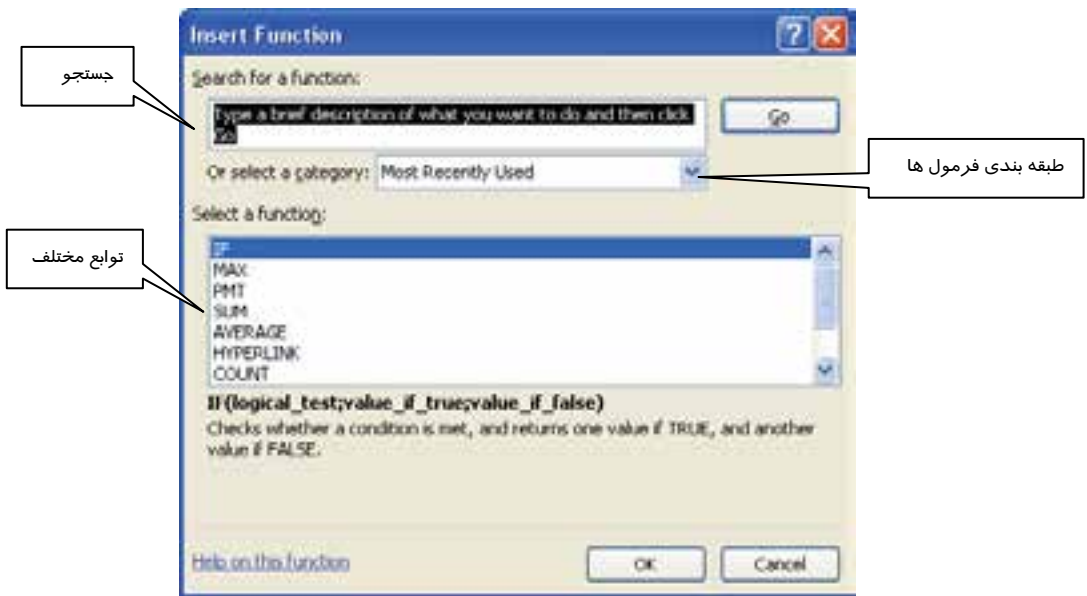 Insert Function
جستجو
Search for a function:
Type a brief description of what you want to do and then click
Go
Go
Or select a category: Most Recently Used
طبقه بندی فرمول ها
Select a function:
توابع مختلف
IF
MAX
PMT
SUM
AVERAGE
HYPERLINK
COUNT
IF(logical_test;value_if_true;value_if_false)
Checks whether a condition is met, and returns one value if TRUE, and another
value if FALSE.
Help on this function
OK
Cancel